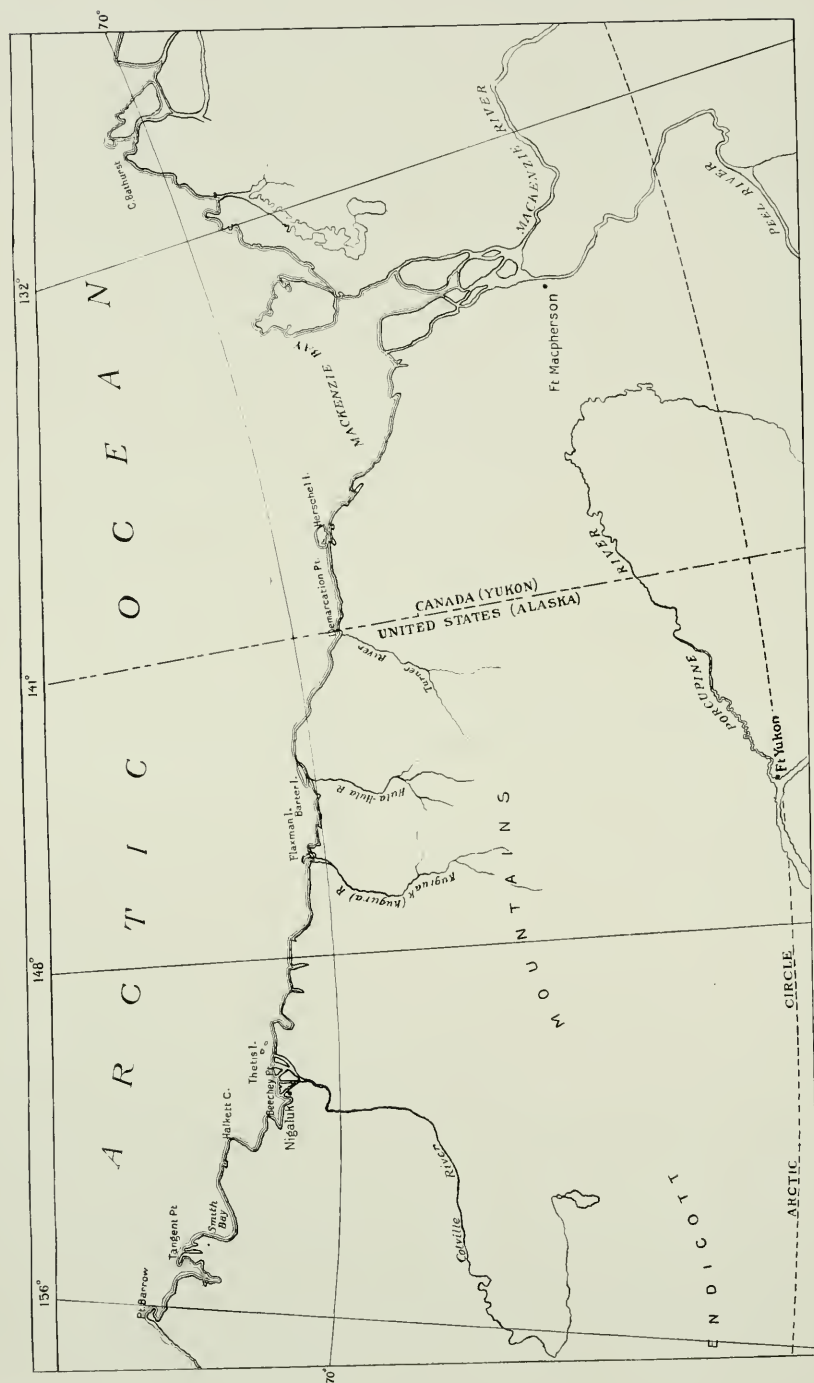 156°
148°
141°
132°
70°
70°
ARCTIC OCEAN
Pt. Barrow
Tangent Pt
Smith Bay
Halkett C.
Beechey Pt.
Nigaluk
Thetis I.
Flaxman I.
Barter I.
Demarcation Pt.
Herschel I.
MACKENZIE BAY
C. Bathurst
Colville River
Kugruak (Kugura) R
Hula-Hula R
Turner River
CANADA (YUKON)
UNITED STATES (ALASKA)
MACKENZIE RIVER
PEEL RIVER
Ft Macpherson
PORCUPINE RIVER
Ft Yukon
ENDICOTT MOUNTAINS
ARCTIC CIRCLE